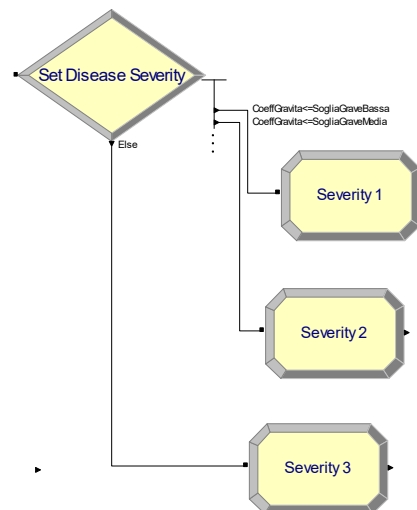 Set Disease Severity
CoeffGravita<=SogliaGraveBassa
CoeffGravita<=SogliaGraveMedia
Else
Severity 1
Severity 2
Severity 3